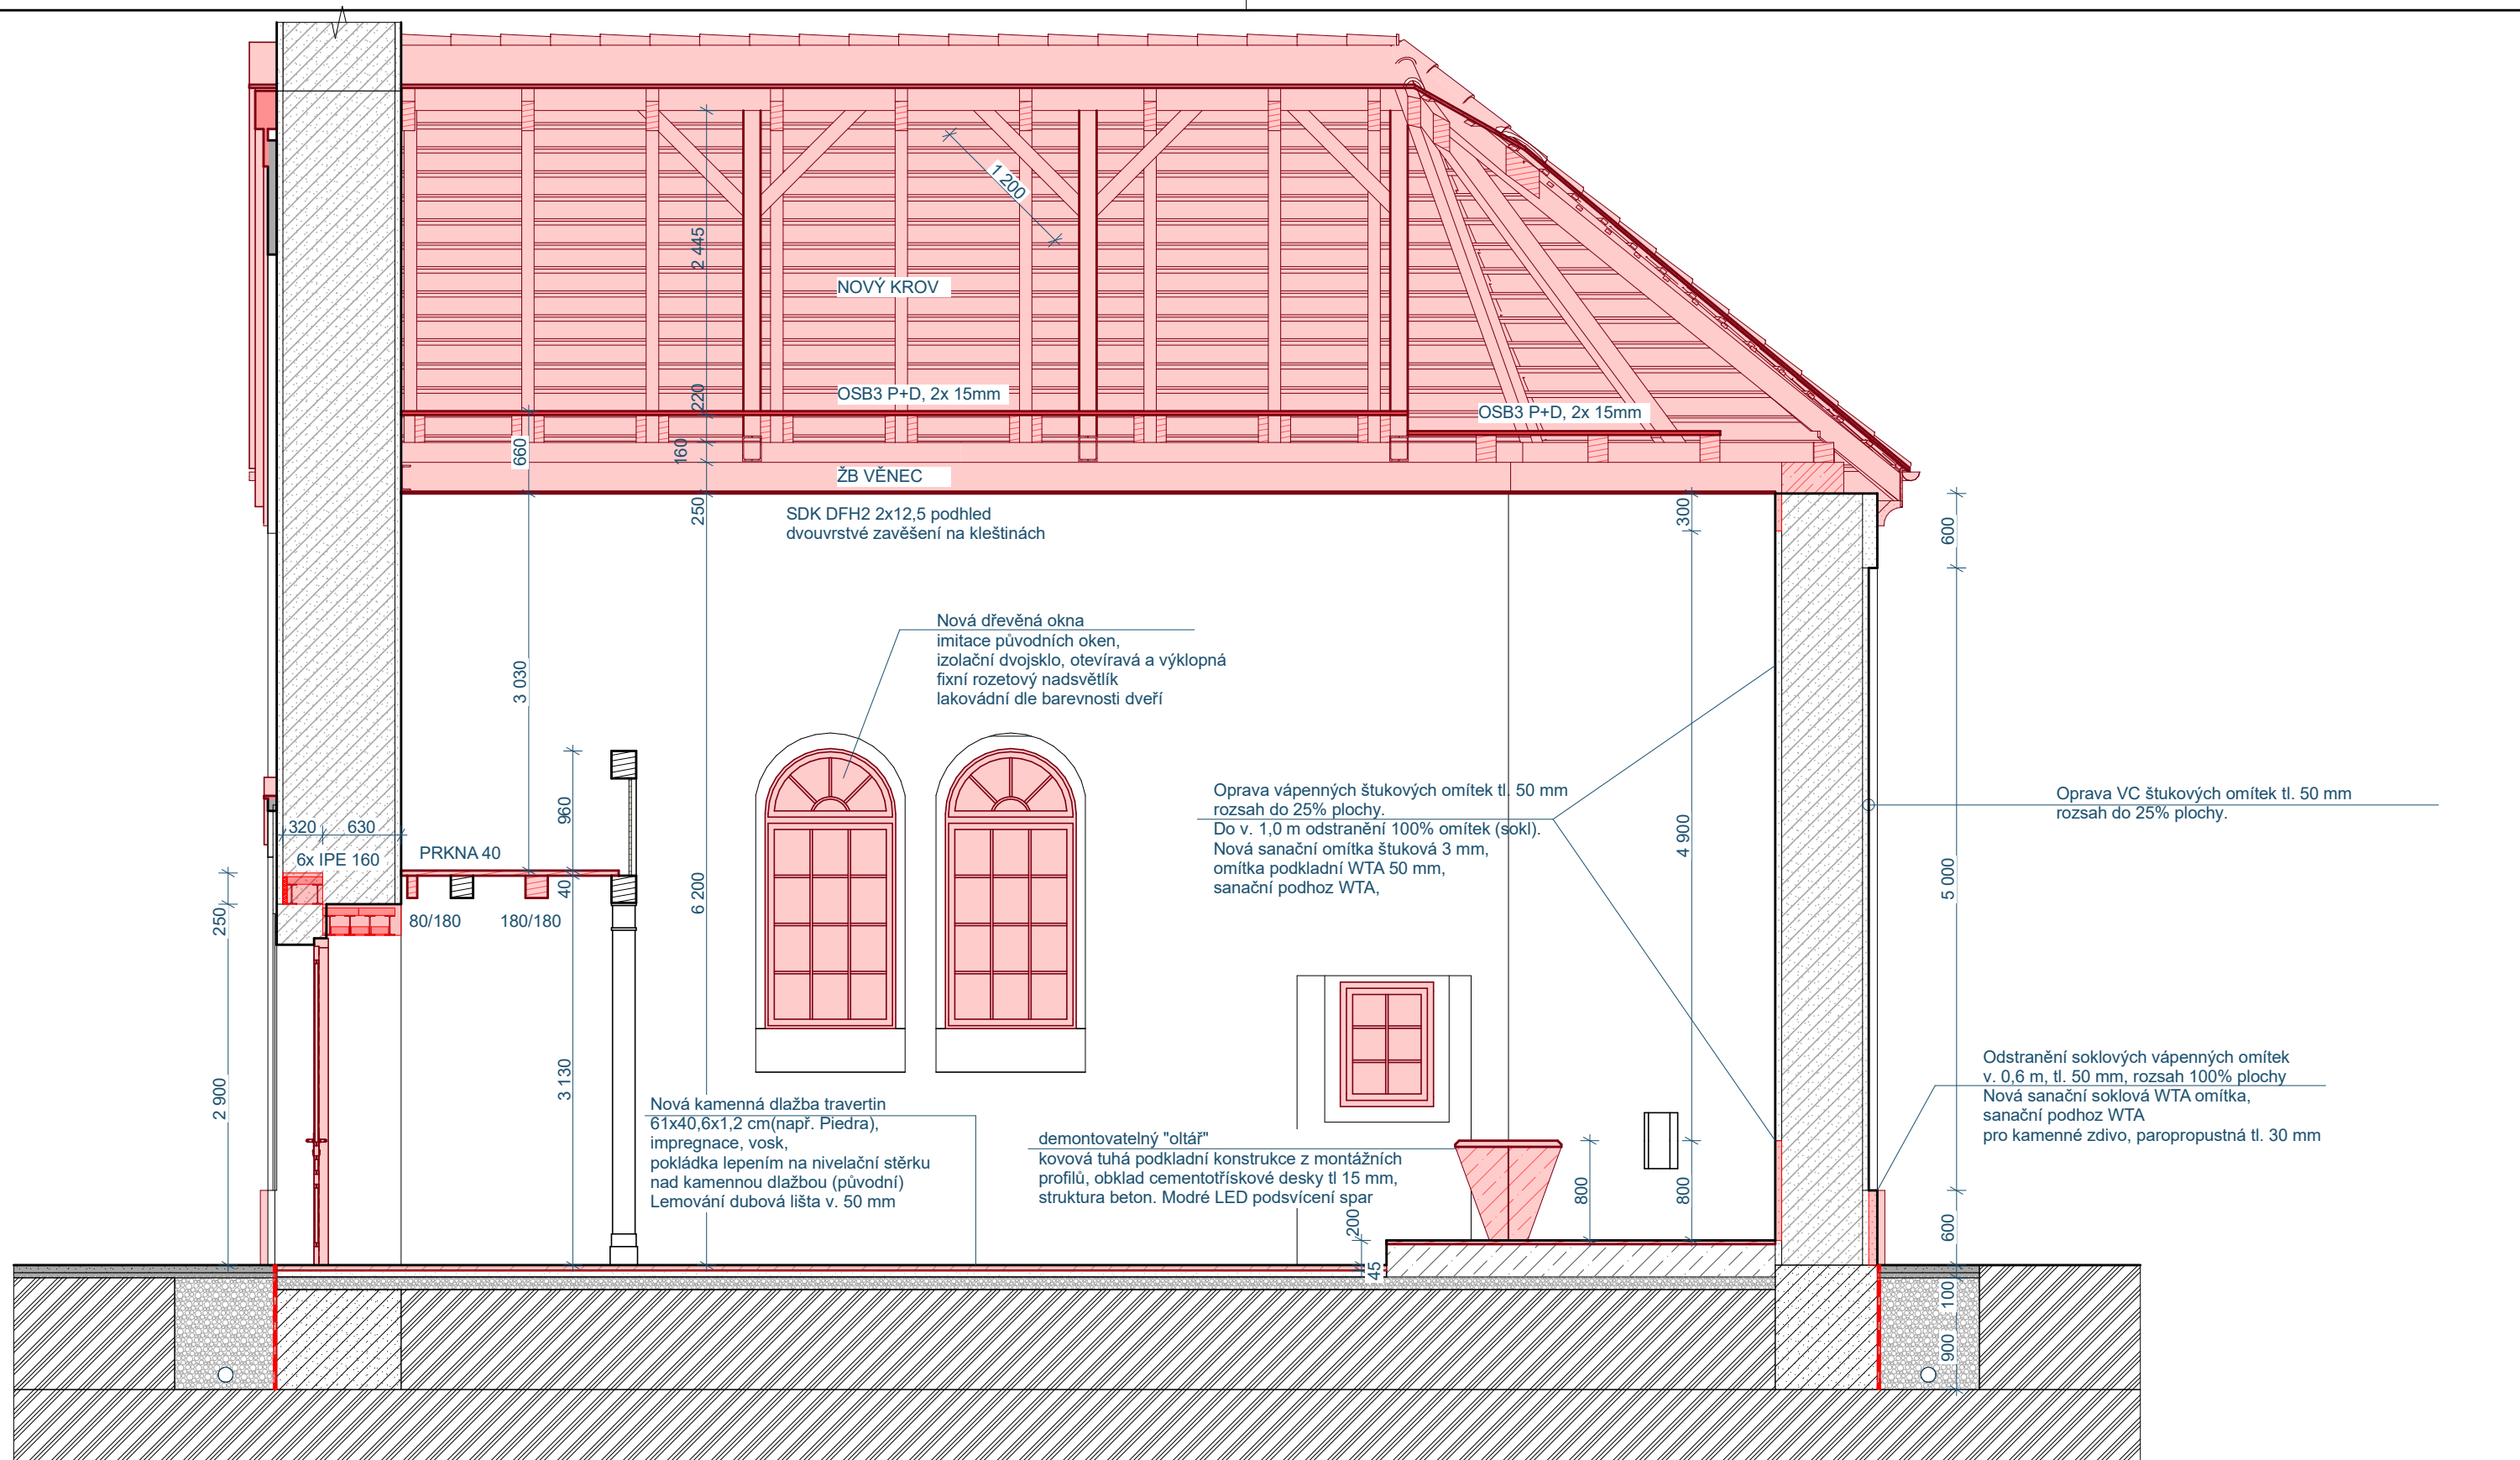 1 200
2 445
NOVÝ KROV
OSB3 P+D, 2x 15mm
OSB3 P+D, 2x 15mm
220
660
160
ŽB VĚNEC
250
300
SDK DFH2 2x12,5 podhled
dvouvrstvé zavěšení na kleštinách
600
Nová dřevěná okna
imitace původních oken,
izolační dvojsklo, otevíravá a výklopná
fixní rozetový nadsvětlík
lakovádní dle barevnosti dveří
3 030
960
Oprava vápenných štukových omítek tl. 50 mm
rozsah do 25% plochy.
Do v. 1,0 m odstranění 100% omítek (sokl).
Nová sanační omítka štuková 3 mm,
omítka podkladní WTA 50 mm,
sanační podhoz WTA,
Oprava VC štukových omítek tl. 50 mm
rozsah do 25% plochy.
320
630
6x IPE 160
PRKNA 40
4 900
40
6 200
5 000
250
80/180
180/180
2 900
3 130
Odstranění soklových vápenných omítek
v. 0,6 m, tl. 50 mm, rozsah 100% plochy
Nová sanační soklová WTA omítka,
sanační podhoz WTA
pro kamenné zdivo, paropropustná tl. 30 mm
Nová kamenná dlažba travertin
61x40,6x1,2 cm(např. Piedra),
impregnace, vosk,
pokládka lepením na nivelační stěrku
nad kamennou dlažbou (původní)
Lemování dubová lišta v. 50 mm
demontovatelný "oltář"
kovová tuhá podkladní konstrukce z montážních
profilů, obklad cementotřískové desky tl 15 mm,
struktura beton. Modré LED podsvícení spar
800
800
200
600
45
100
900